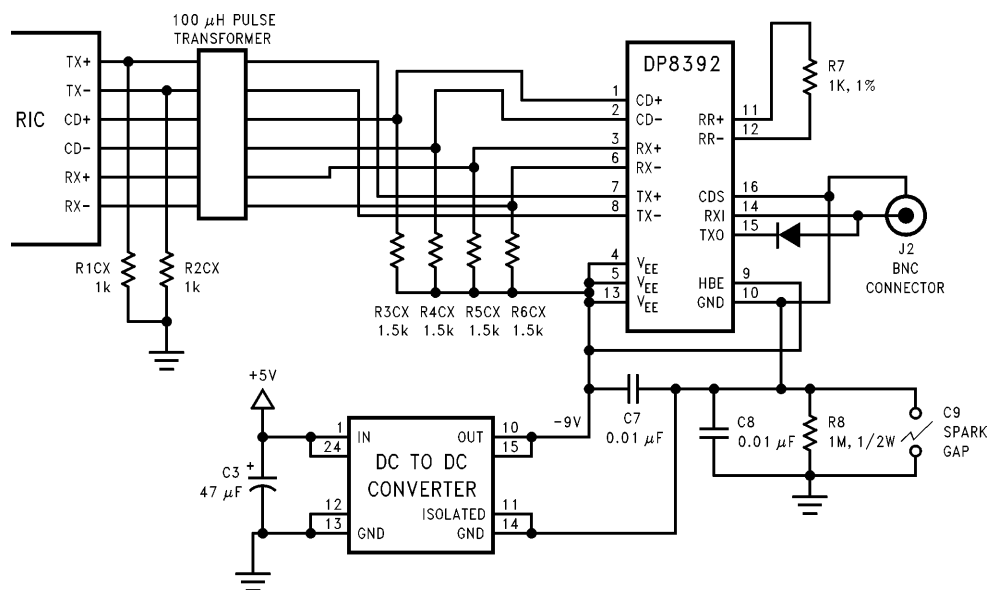 100 μH PULSE
TRANSFORMER
RIC
TX+
TX-
CD+
CD-
RX+
RX-
R1CX
1k
R2CX
1k
R3CX
1.5k
R4CX
1.5k
R5CX
1.5k
R6CX
1.5k
DP8392
1
CD+
2
CD-
3
RX+
6
RX-
7
TX+
8
TX-
4
VEE
5
VEE
13
VEE
RR+
11
RR-
12
CDS
16
RXI
14
TXO
15
HBE
9
GND
10
R7
1K, 1%
J2
BNC
CONNECTOR
+5V
C3
+
47 μF
1
IN
24
OUT
10
15
DC TO DC
CONVERTER
12
13
GND
ISOLATED
GND
11
14
-9V
C7
0.01 μF
C8
0.01 μF
R8
1M, 1/2W
C9
SPARK
GAP